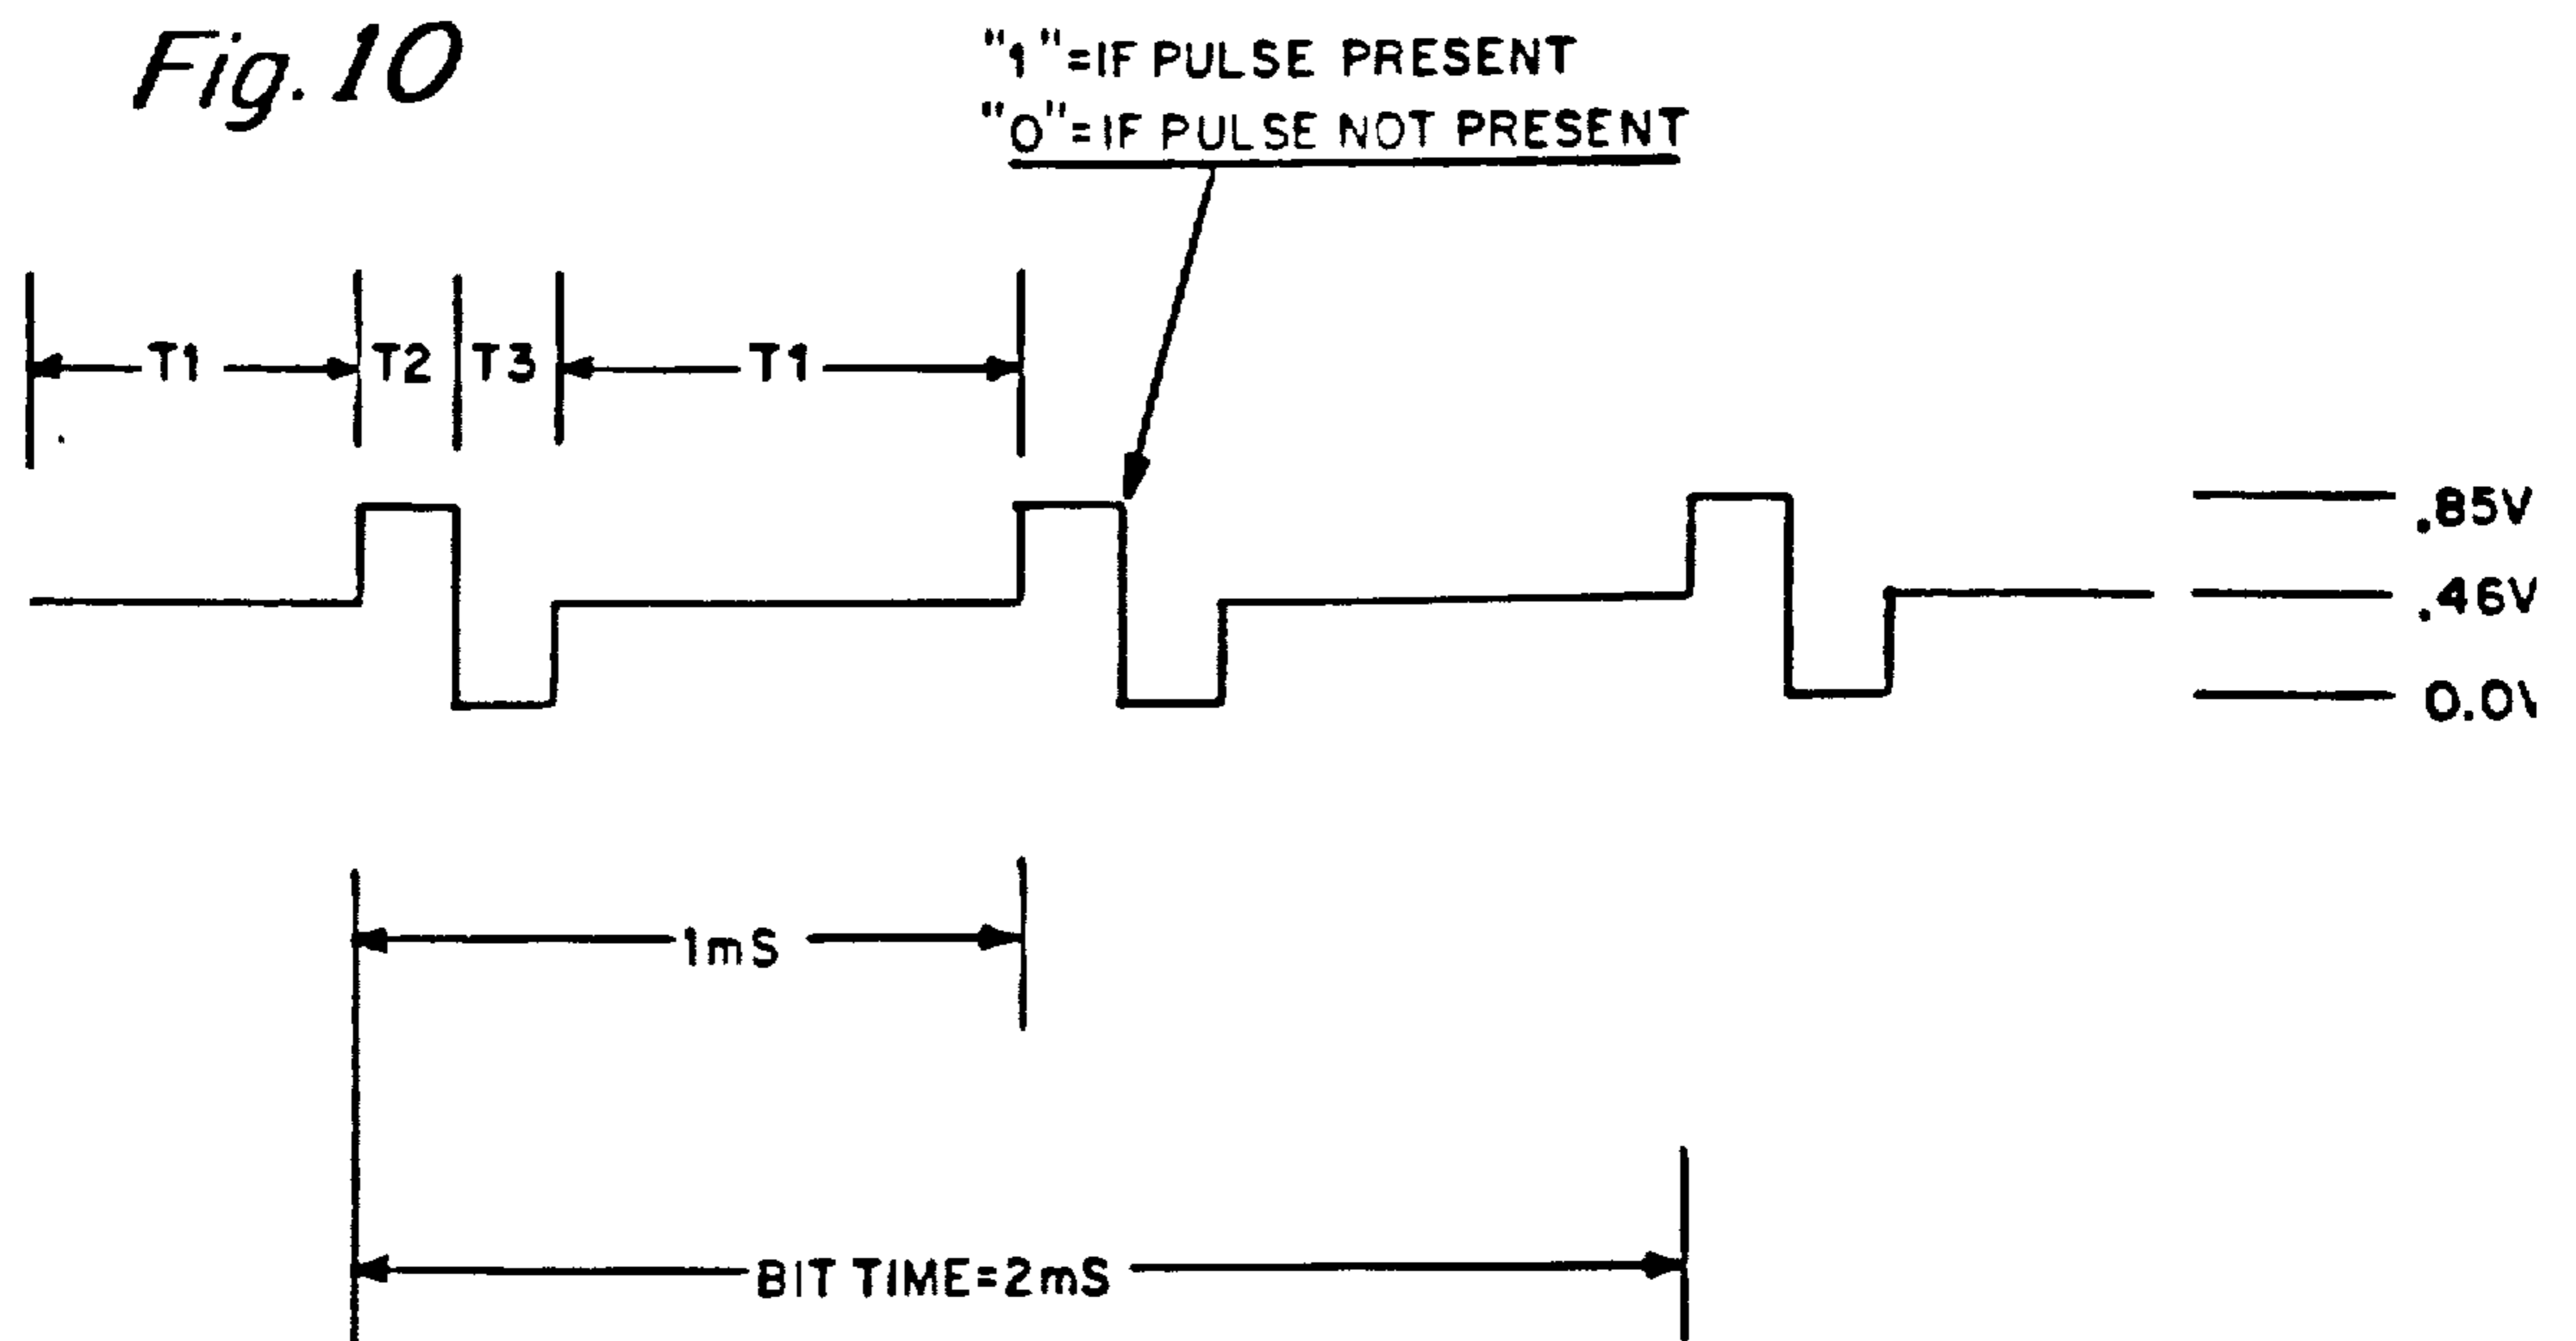 Fig. 10
"1"=IF PULSE PRESENT
"0"=IF PULSE NOT PRESENT
T1 T2 T3 T1
.85V
.46V
0.0V
1mS
BIT TIME=2mS